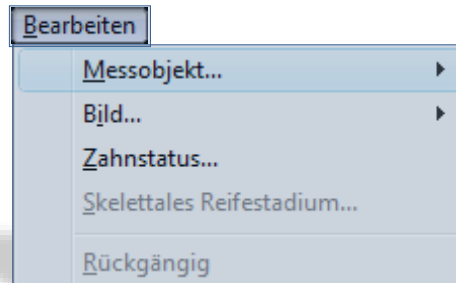 Bearbeiten
Messobjekt...
Bild...
Zahnstatus...
Skelettales Reifestadium...
Rückgängig